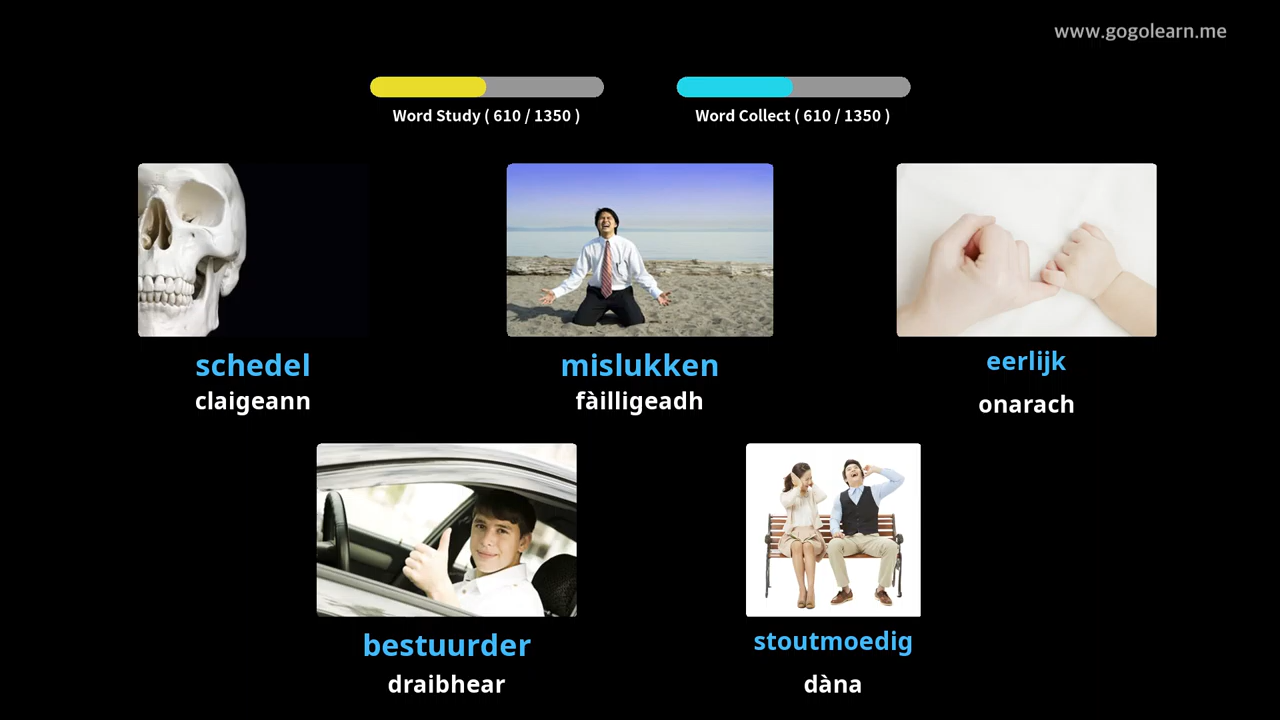 www.gogolearn.me
Word Study ( 610 / 1350 )
Word Collect ( 610 / 1350 )
schedel
claigeann
mislukken
fàilligeadh
eerlijk
onarach
bestuurder
draibhear
stoutmoedig
dàna